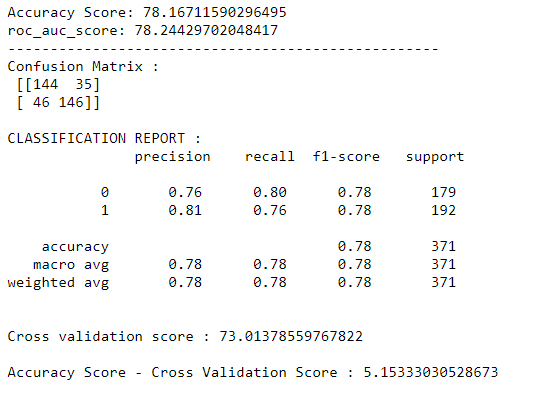 Accuracy Score: 78.16711590296495
roc_auc_score: 78.24429702048417
------------------------------------------------
Confusion Matrix :
 [[144  35]
 [ 46 146]]
CLASSIFICATION REPORT :
precision recall f1-score support
0 0.76 0.80 0.78 179
1 0.81 0.76 0.78 192
accuracy 0.78 371
macro avg 0.78 0.78 0.78 371
weighted avg 0.78 0.78 0.78 371
Cross validation score : 73.01378559767822
Accuracy Score - Cross Validation Score : 5.15333030528673